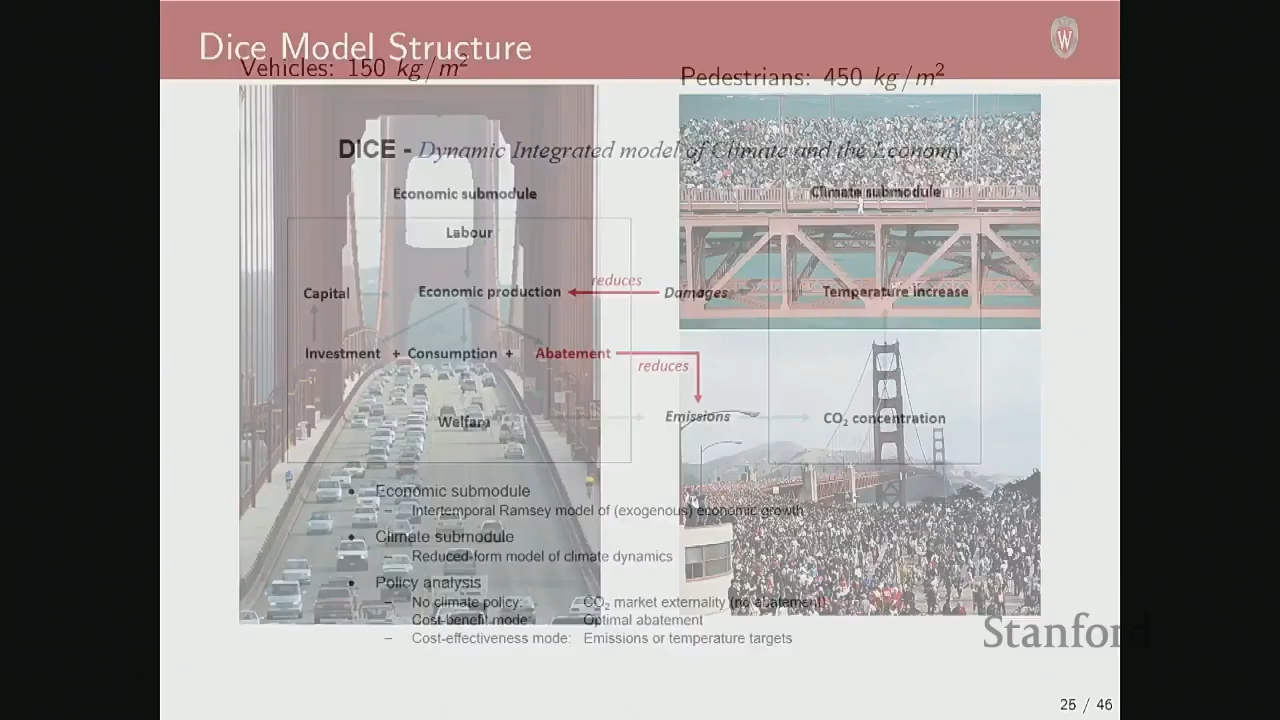 Dice Model Structure
W
Vehicles: 150 kg/m²
Pedestrians: 450 kg/m²
DICE - Dynamic Integrated model of Climate and the Economy
Economic submodule
Climate submodule
Labour
reduces
Capital
Economic production
Damages
Temperature increase
Investment + Consumption + Abatement
reduces
Welfare
Emissions
CO₂ concentration
• Economic submodule
– Intertemporal Ramsey model of (exogenous) economic growth
• Climate submodule
– Reduced-form model of climate dynamics
• Policy analysis
– No climate policy: CO₂ market externality (no abatement)
– Cost-benefit mode: Optimal abatement
– Cost-effectiveness mode: Emissions or temperature targets
Stanford
25 / 46